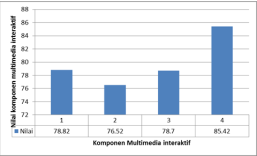 Nilai komponen multimedia interaktif
88
86
84
82
80
78
76
74
72
1 2 3 4
Nilai 78.82 76.52 78.7 85.42
Komponen Multimedia interaktif